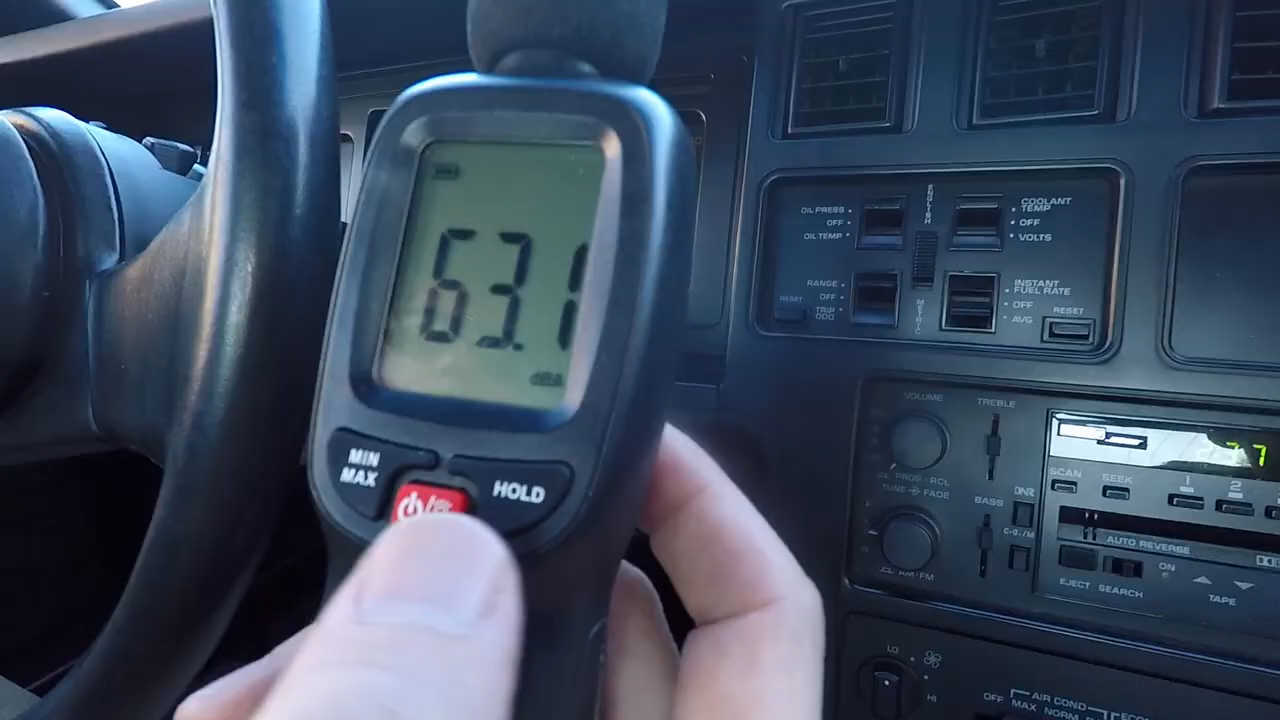 63.1
dBA
MIN
MAX
HOLD
OIL PRESS
OFF
OIL TEMP
ENGLISH
COOLANT
TEMP
OFF
VOLTS
RANGE
OFF
TRIP
ODO
RESET
METRIC
INSTANT
FUEL RATE
OFF
AVG
RESET
VOLUME
TREBLE
PROG RCL
TUNE FADE
BASS
DNR
AM-FM
SCAN
SEEK
1
2
AUTO REVERSE
EJECT SEARCH
ON
TAPE
LO
HI
OFF
AIR COND
MAX NORM